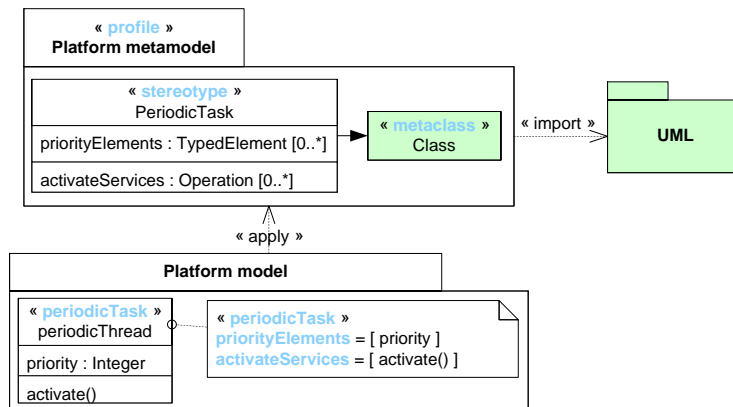 « profile »
Platform metamodel
« stereotype »
PeriodicTask
priorityElements : TypedElement [0..*]
activateServices : Operation [0..*]
« metaclass »
Class
« import »
UML
« apply »
Platform model
« periodicTask »
periodicThread
priority : Integer
activate()
« periodicTask »
priorityElements = [ priority ]
activateServices = [ activate() ]